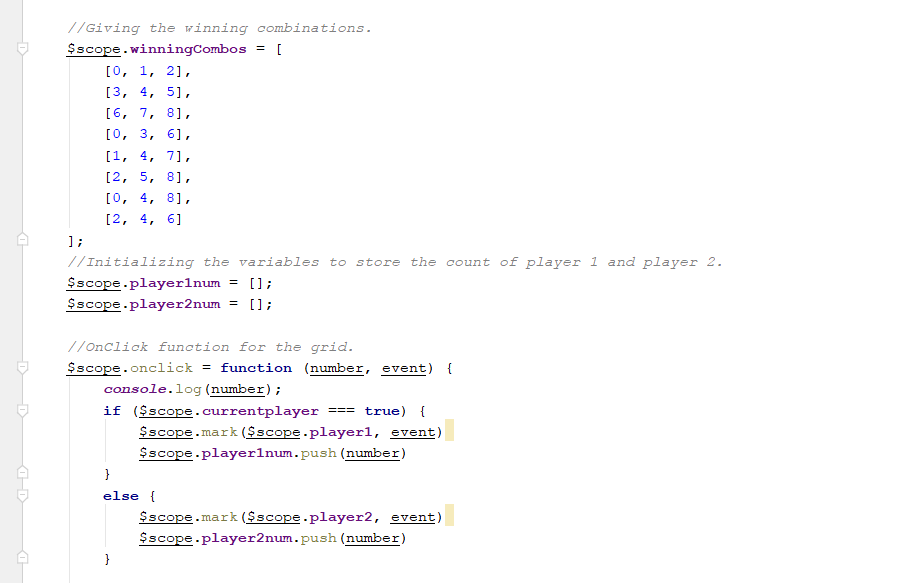 //Giving the winning combinations.
$scope.winningCombos = [
[0, 1, 2],
[3, 4, 5],
[6, 7, 8],
[0, 3, 6],
[1, 4, 7],
[2, 5, 8],
[0, 4, 8],
[2, 4, 6]
];
//Initializing the variables to store the count of player 1 and player 2.
$scope.player1num = [];
$scope.player2num = [];
//OnClick function for the grid.
$scope.onclick = function (number, event) {
console.log(number);
if ($scope.currentplayer === true) {
$scope.mark($scope.player1, event)
$scope.player1num.push(number)
}
else {
$scope.mark($scope.player2, event)
$scope.player2num.push(number)
}